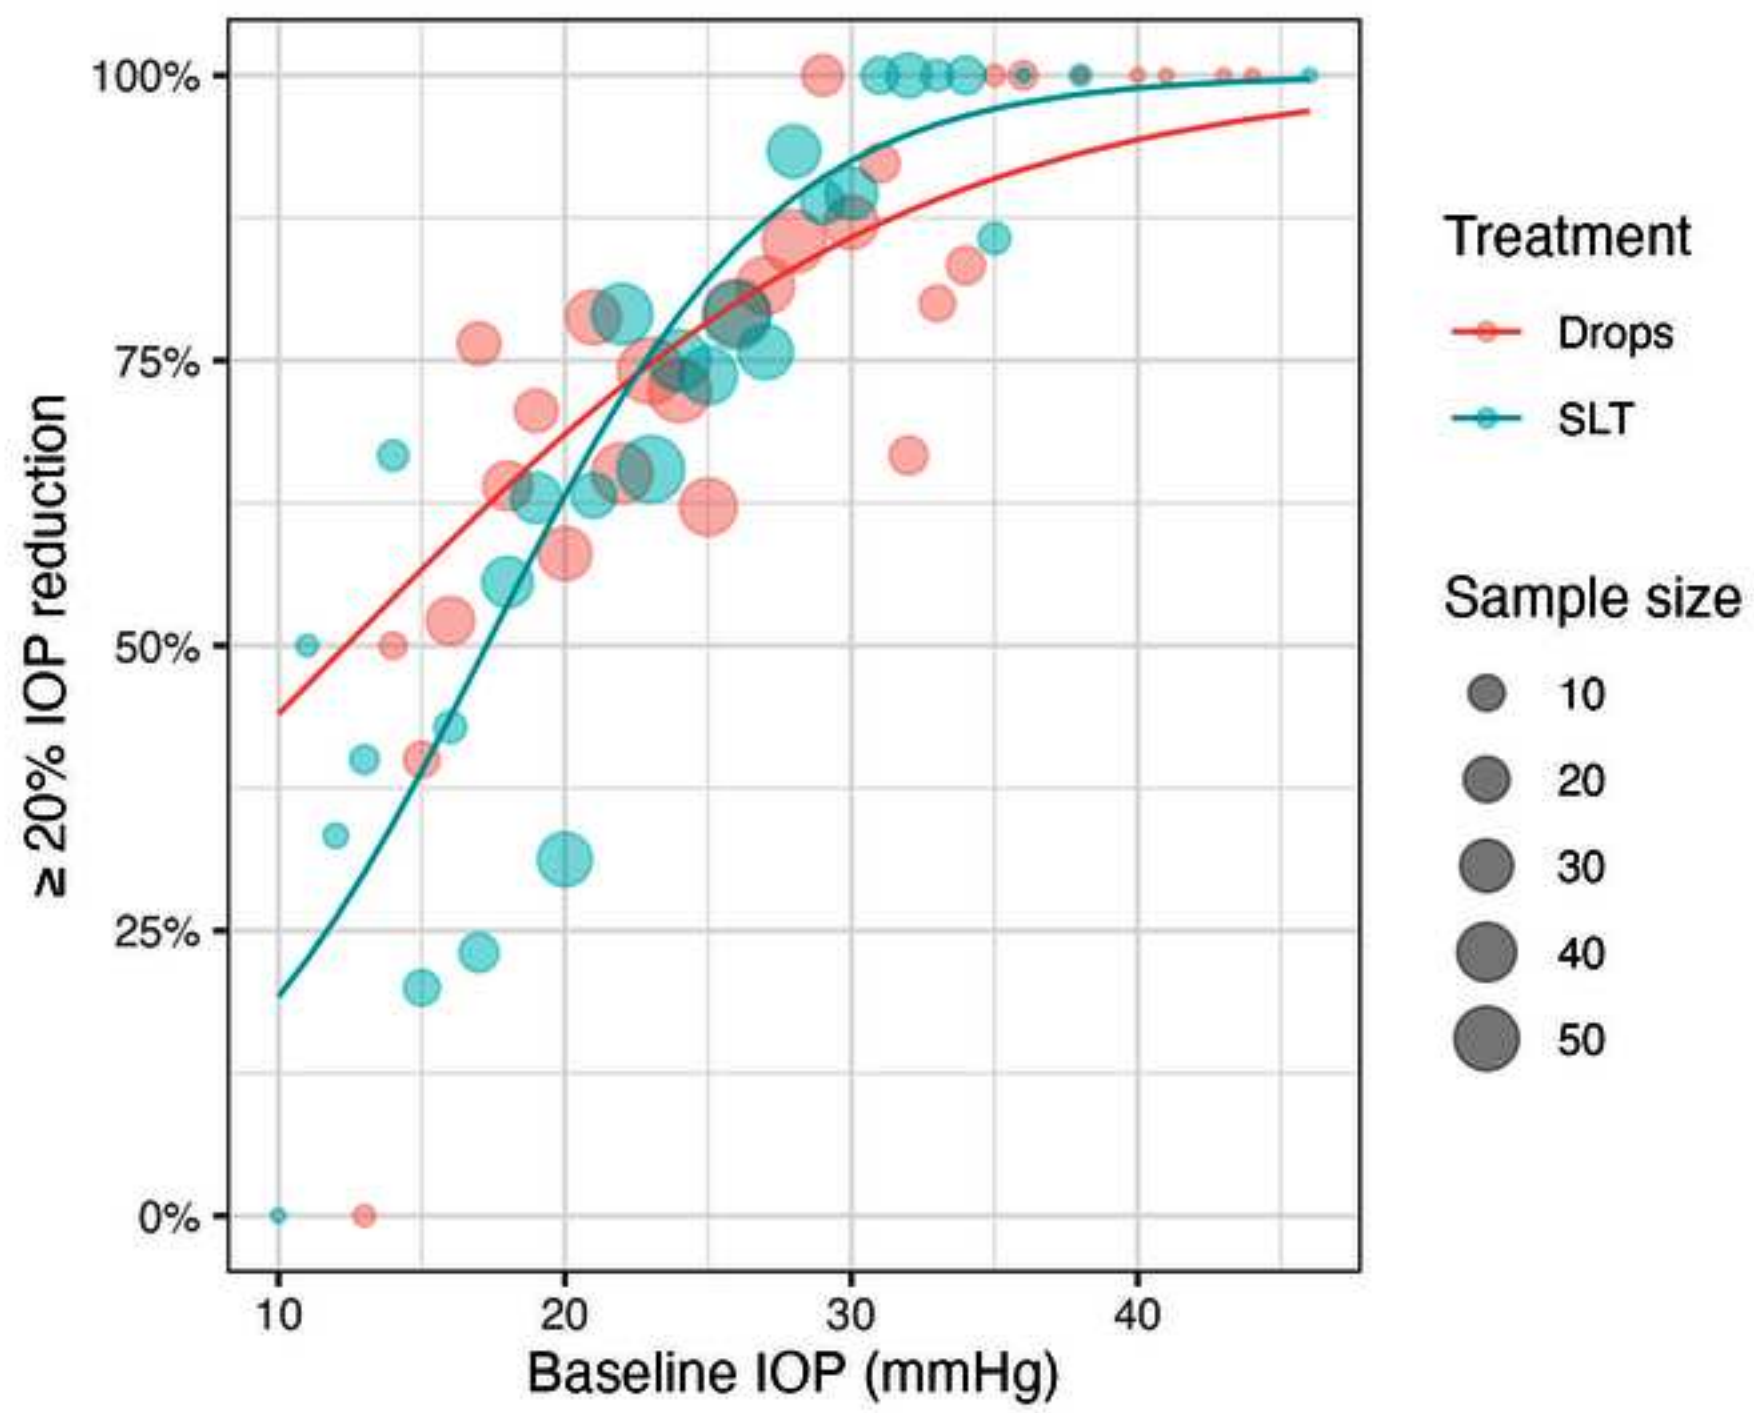 100%
75%
50%
25%
0%
≥ 20% IOP reduction
10
20
30
40
Baseline IOP (mmHg)
Treatment
Drops
SLT
Sample size
10
20
30
40
50